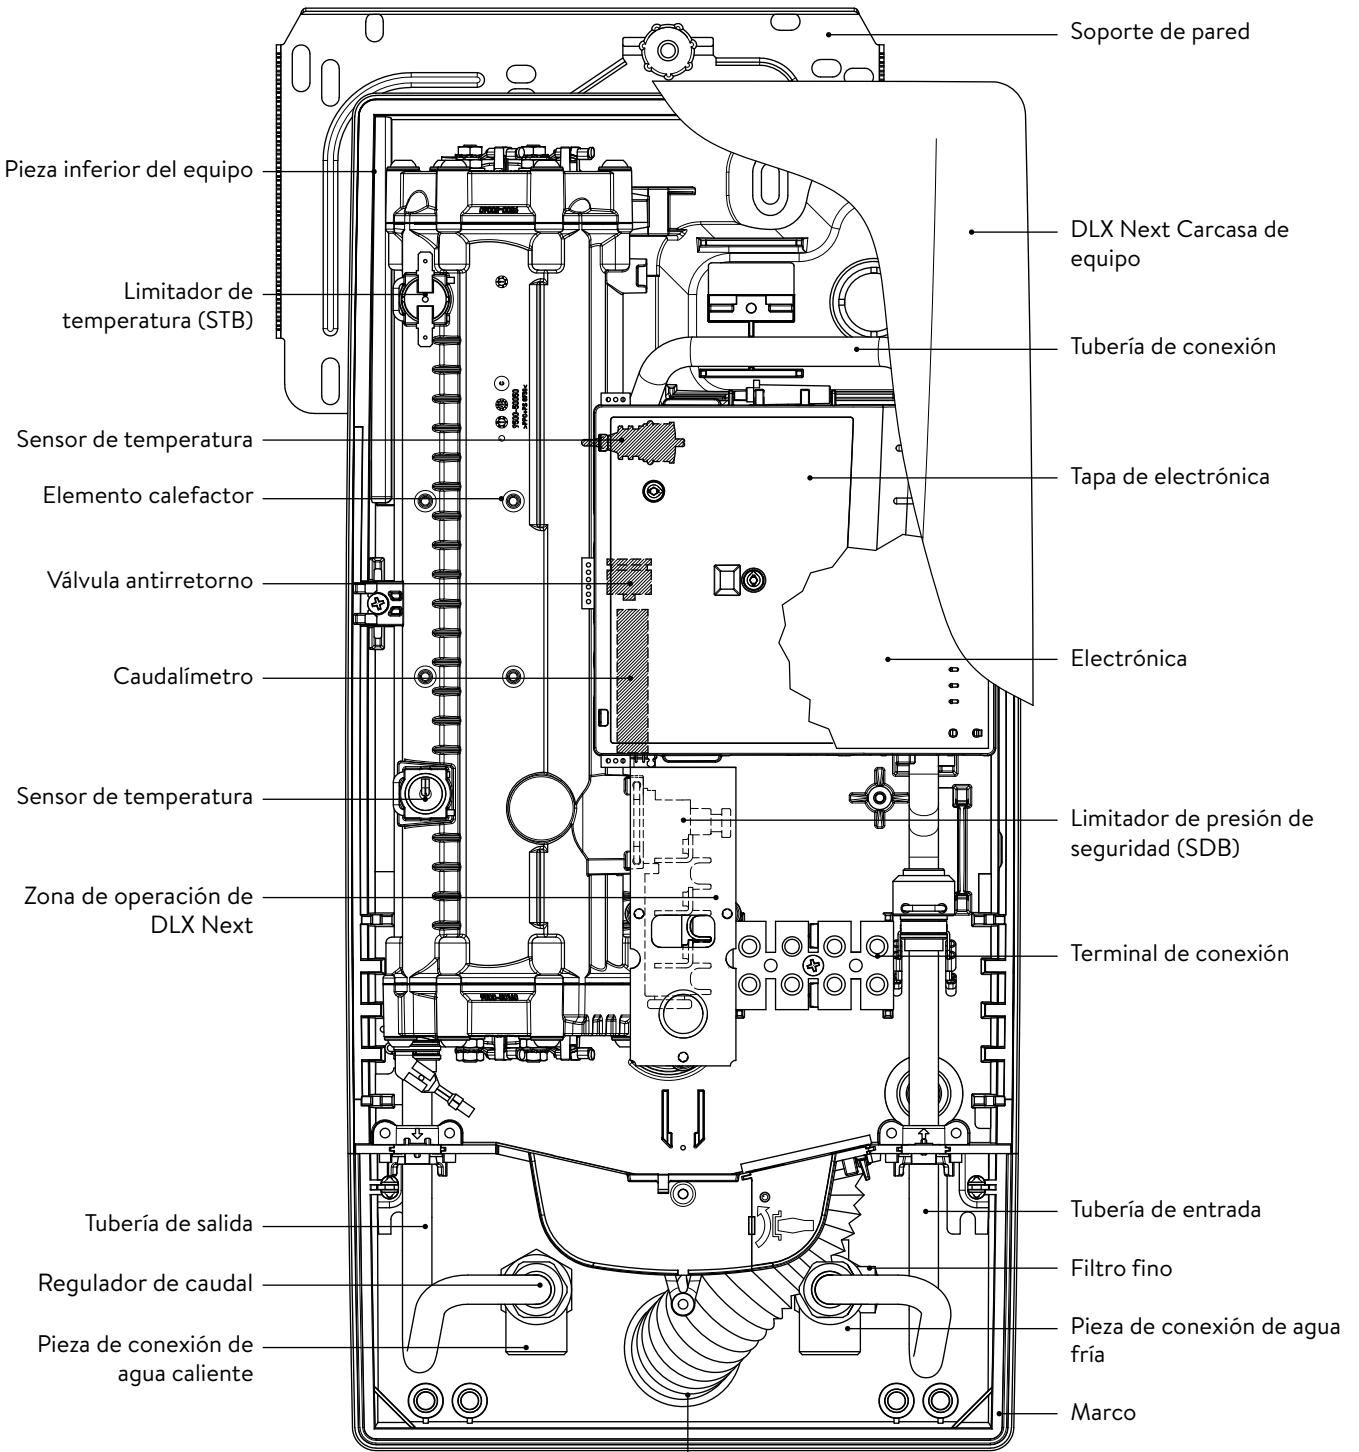 Soporte de pared
Pieza inferior del equipo
DLX Next Carcasa de
equipo
Limitador de
temperatura (STB)
Tubería de conexión
Sensor de temperatura
Tapa de electrónica
Elemento calefactor
Válvula antirretorno
Electrónica
Caudalímetro
Sensor de temperatura
Limitador de presión de
seguridad (SDB)
Zona de operación de
DLX Next
Terminal de conexión
Tubería de salida
Tubería de entrada
Regulador de caudal
Filtro fino
Pieza de conexión de
agua caliente
Pieza de conexión de agua
fría
Marco